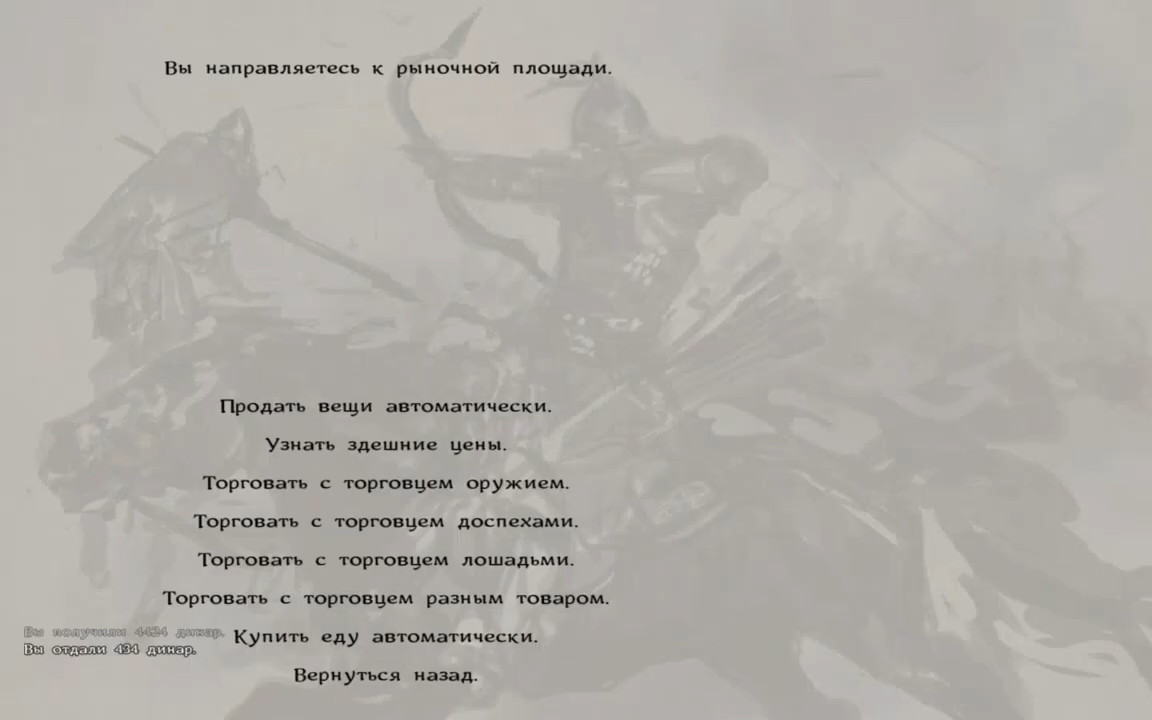 Вы направляетесь к рыночной площади.
Продать вещи автоматически.
Узнать здешние цены.
Торговать с торговцем оружием.
Торговать с торговцем доспехами.
Торговать с торговцем лошадьми.
Торговать с торговцем разным товаром.
Вы получили 4424 динар.
Купить еду автоматически.
Вы отдали 434 динар.
Вернуться назад.